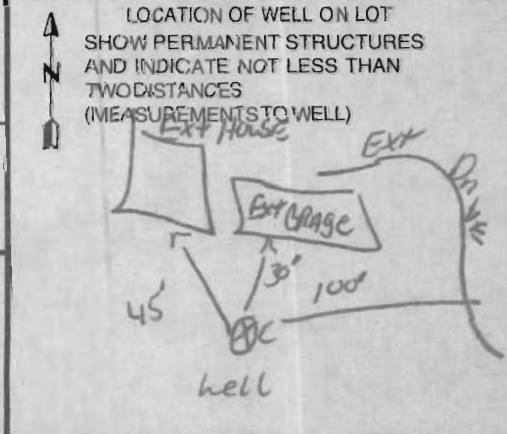 LOCATION OF WELL ON LOT
SHOW PERMANENT STRUCTURES
N AND INDICATE NOT LESS THAN
TWO DISTANCES
(MEASUREMENTS TO WELL)
Ext House
Ext
Drive
Ext GRAge
30'
100'
45'
well